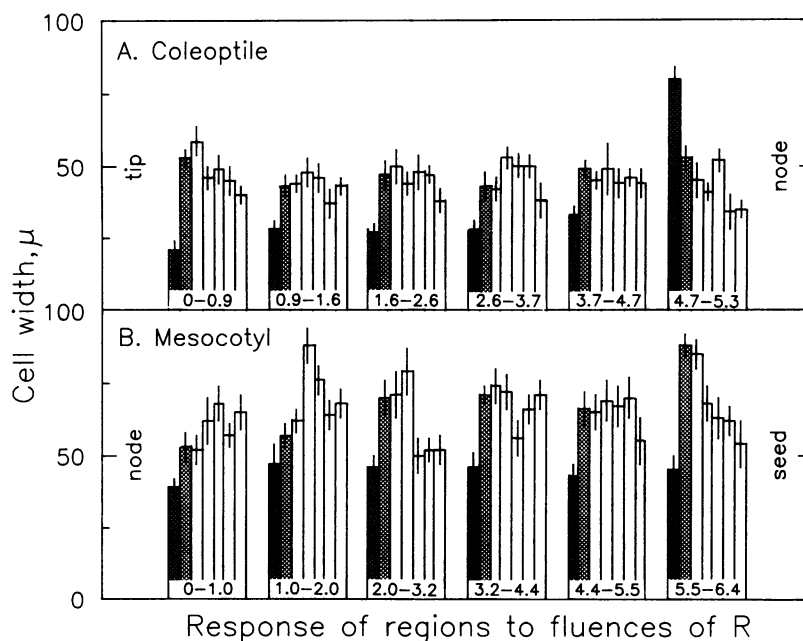 100
A. Coleoptile
tip
50
node
0–0.9 0.9–1.6 1.6–2.6 2.6–3.7 3.7–4.7 4.7–5.3
Cell width, μ
100
B. Mesocotyl
node
50
seed
0–1.0 1.0–2.0 2.0–3.2 3.2–4.4 4.4–5.5 5.5–6.4
0
Response of regions to fluences of R